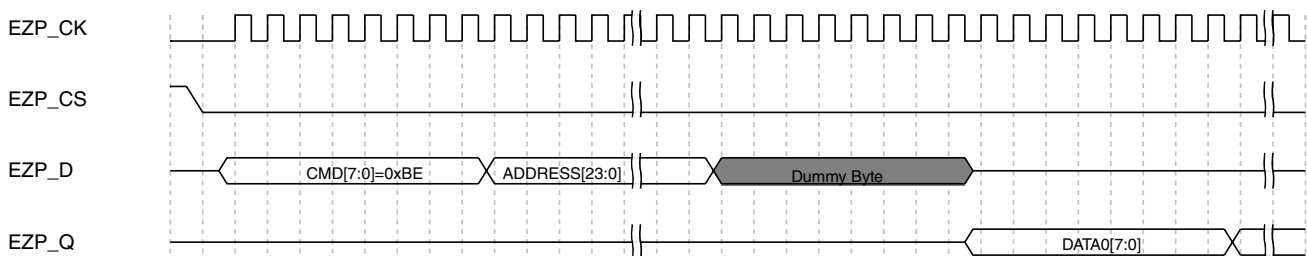 EZP_CK
EZP_CS
EZP_D
CMD[7:0]=0xBE
ADDRESS[23:0]
Dummy Byte
EZP_Q
DATA0[7:0]